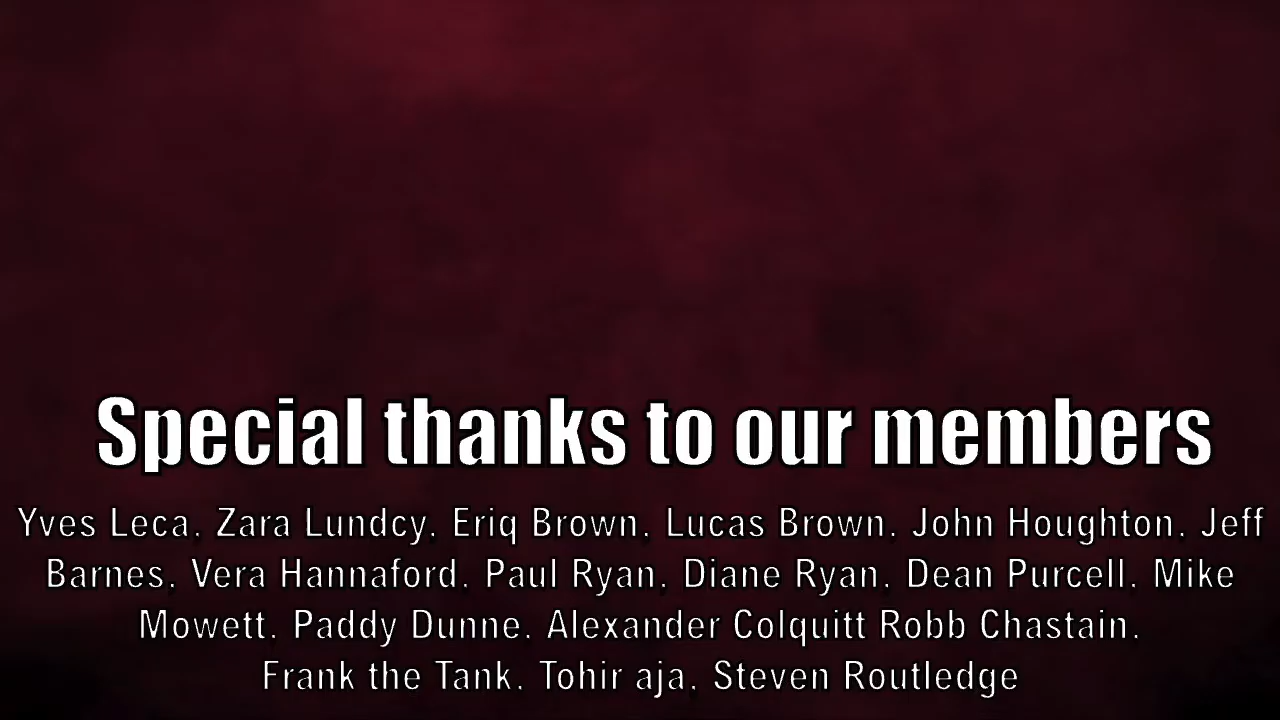 Special thanks to our members
Yves Leca, Zara Lundcy, Eriq Brown, Lucas Brown, John Houghton, Jeff
Barnes, Vera Hannaford, Paul Ryan, Diane Ryan, Dean Purcell, Mike
Mowett, Paddy Dunne, Alexander Colquitt Robb Chastain,
Frank the Tank, Tohir aja, Steven Routledge